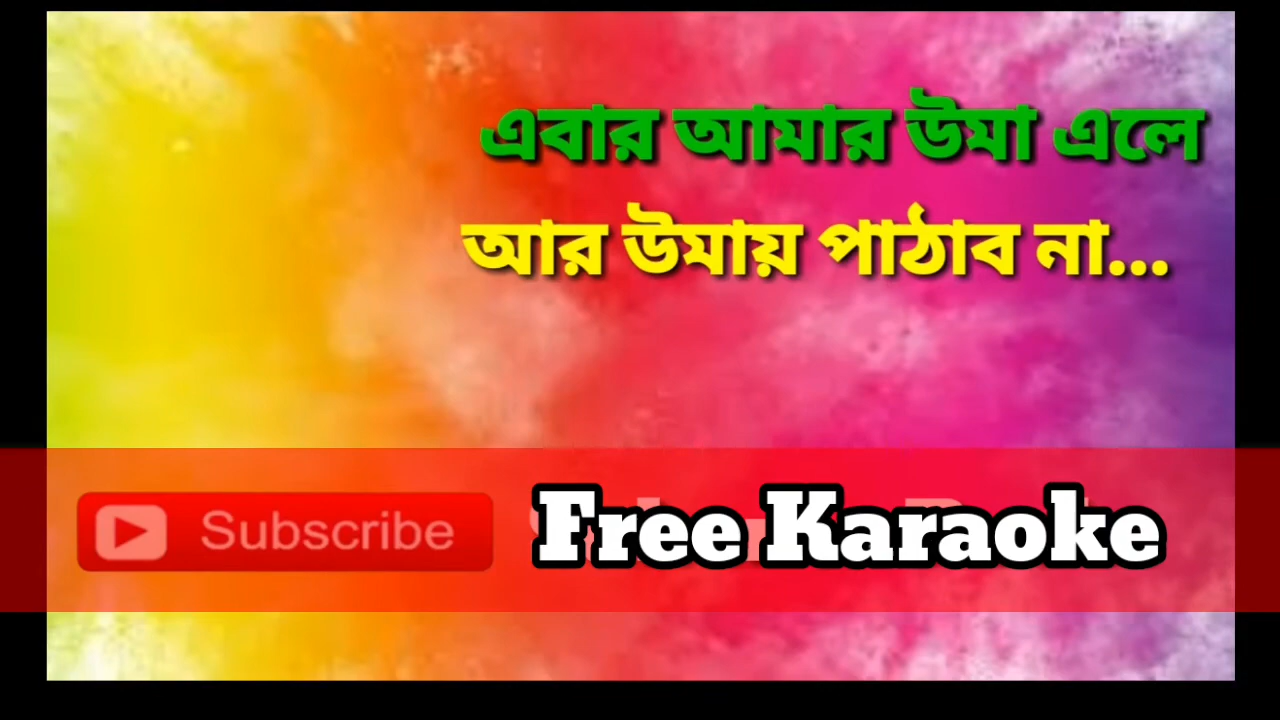 এবার আমার উমা এলে
আর উমায় পাঠাব না...
Subscribe
Free Karaoke